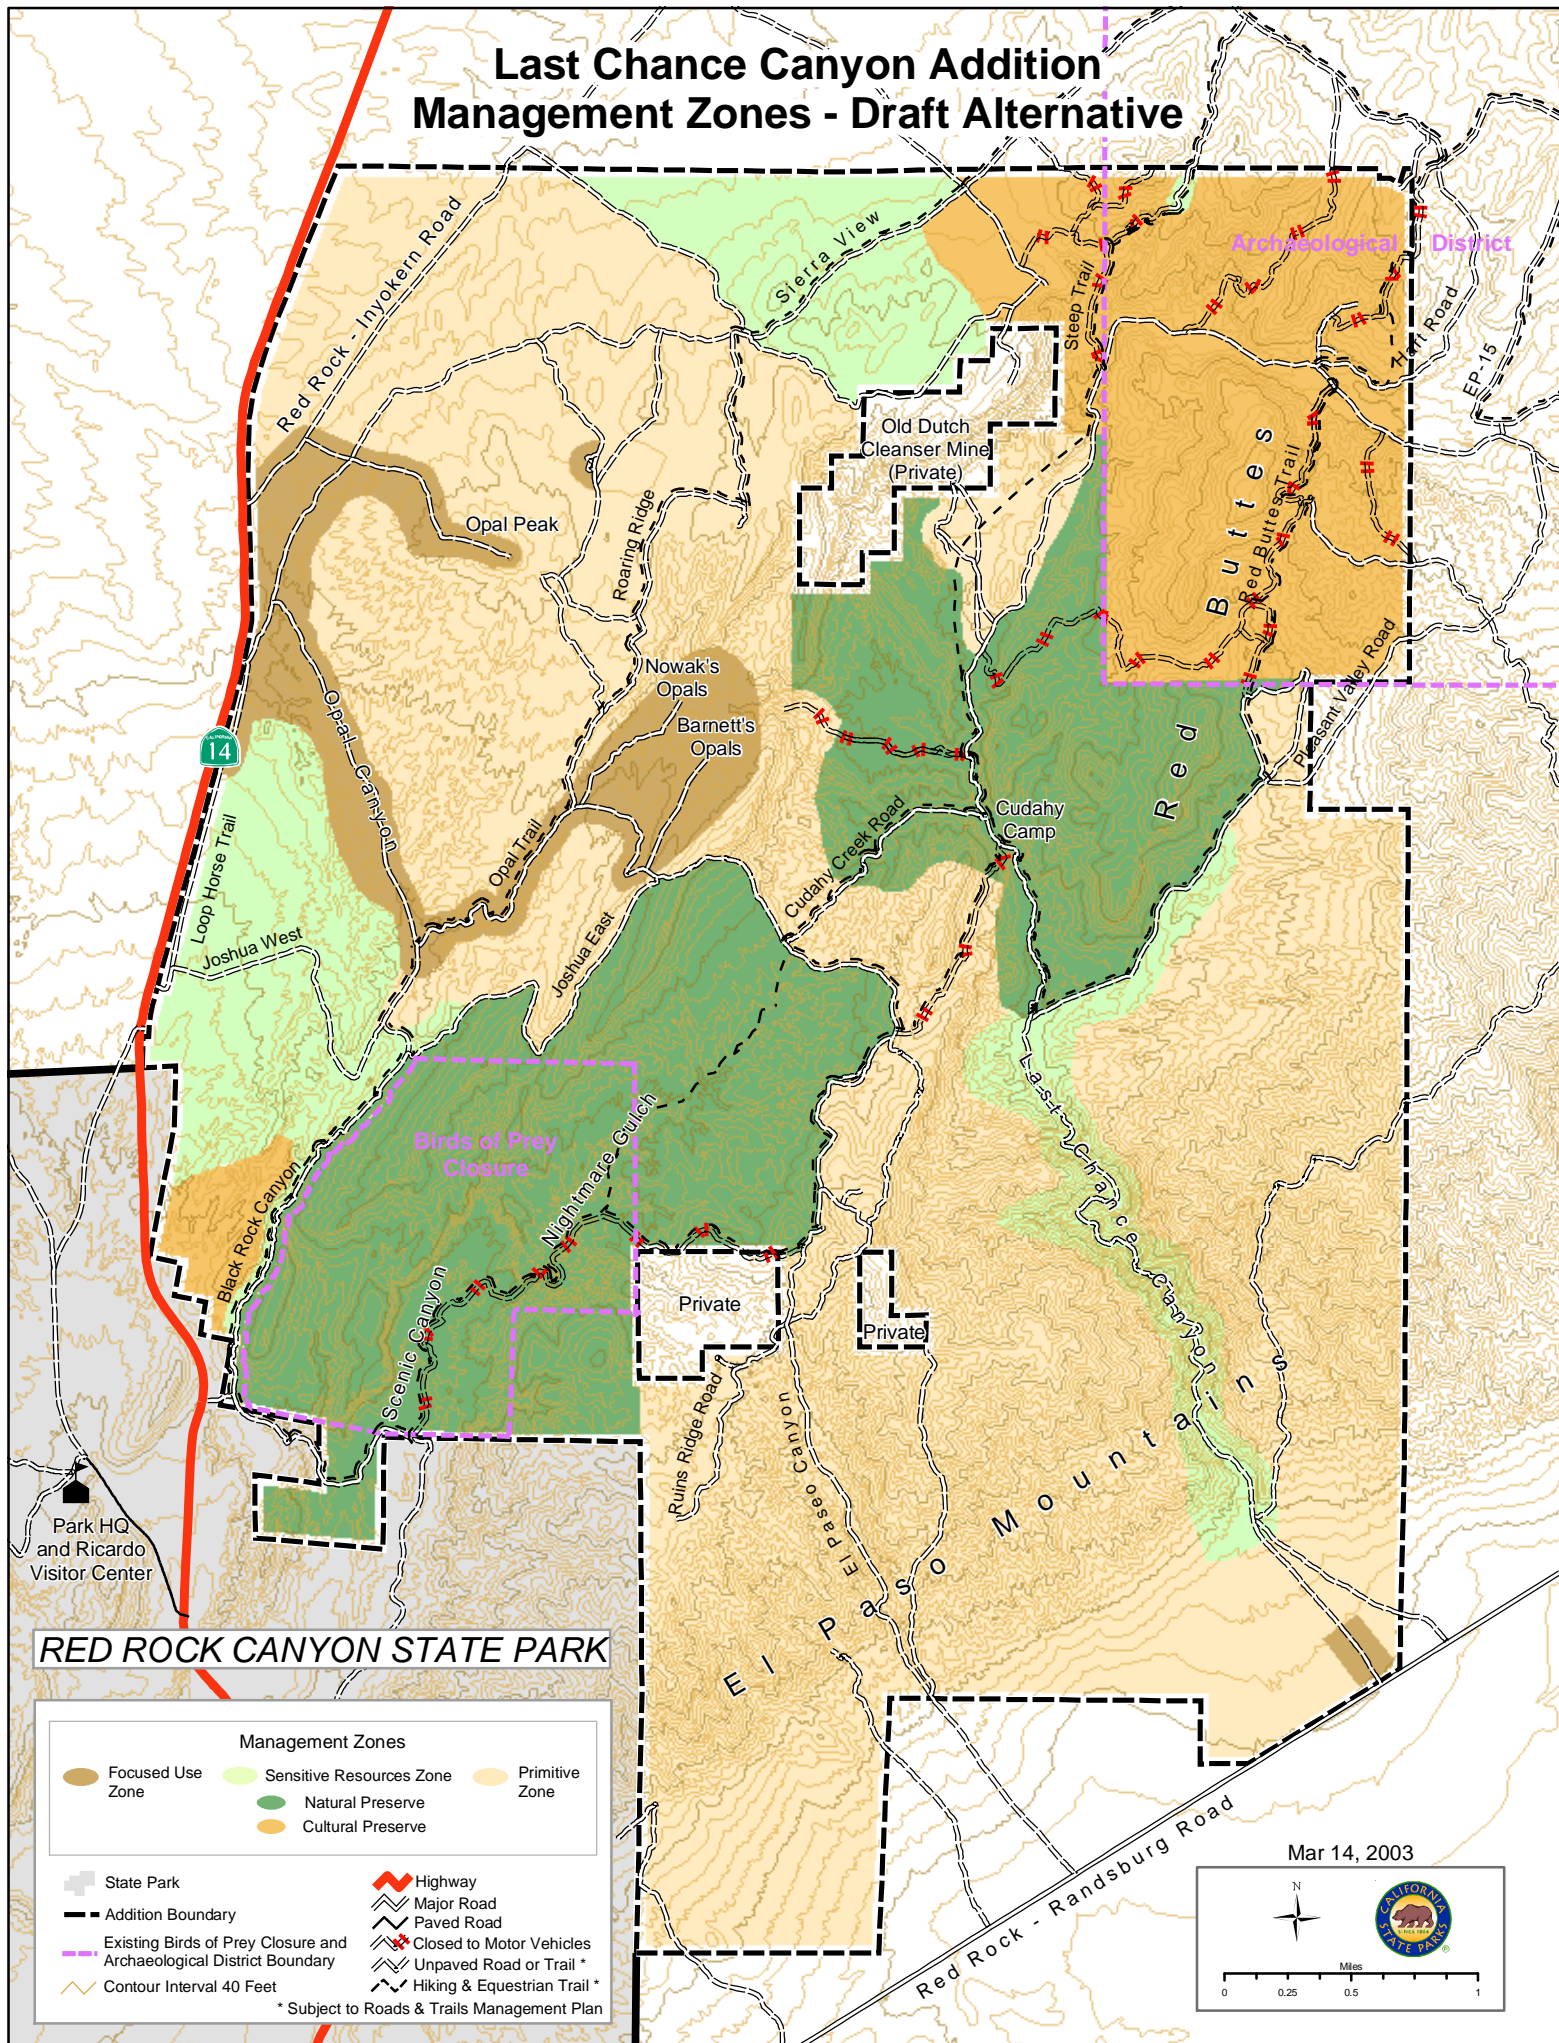 Last Chance Canyon Addition
Management Zones - Draft Alternative
Red Rock - Inyokern Road
Sierra View
Steep Trail
Archaeological District
Hart Road
EP-15
Old Dutch
Cleanser Mine
(Private)
Opal Peak
Roaring Ridge
Buttes
Red Buttes Trail
Nowak's
Opals
Barnett's
Opals
Pleasant Valley Road
Red
CALIFORNIA
14
Opal Canyon
Loop Horse Trail
Joshua West
Opal Trail
Cudahy Creek Road
Cudahy
Camp
Joshua East
Last Chance Canyon
Birds of Prey
Closure
Nightmare Gulch
Black Rock Canyon
Scenic Canyon
Private
Private
Ruins Ridge Road
El Paseo Canyon
El Paso Mountains
Park HQ
and Ricardo
Visitor Center
RED ROCK CANYON STATE PARK
Red Rock - Randsburg Road
Management Zones
Focused Use
Zone
Sensitive Resources Zone
Primitive
Zone
Natural Preserve
Cultural Preserve
State Park
Addition Boundary
Existing Birds of Prey Closure and
Archaeological District Boundary
Contour Interval 40 Feet
Highway
Major Road
Paved Road
Closed to Motor Vehicles
Unpaved Road or Trail *
Hiking & Equestrian Trail *
* Subject to Roads & Trails Management Plan
Mar 14, 2003
N
CALIFORNIA
SINCE 1864
STATE PARKS
®
Miles
0 0.25 0.5 1